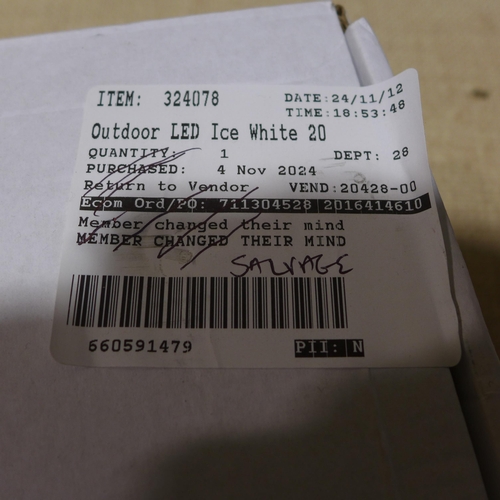 ITEM: 324078
DATE:24/11/12
TIME:18:53:46
Outdoor LED Ice White 20
QUANTITY: 1 DEPT: 28
PURCHASED: 4 Nov 2024
Return to Vendor VEND:20428-00
Ecom Ord/PO: 711304528 2016414610
Member changed their mind
MEMBER CHANGED THEIR MIND
SALVAGE
660591479 PII: N